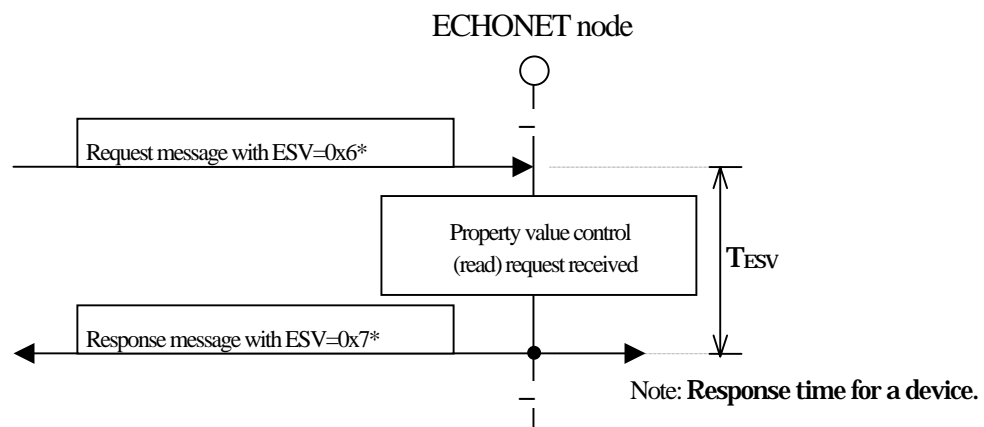 ECHONET node
Request message with ESV=0x6*
Property value control
(read) request received
TESV
Response message with ESV=0x7*
Note: Response time for a device.